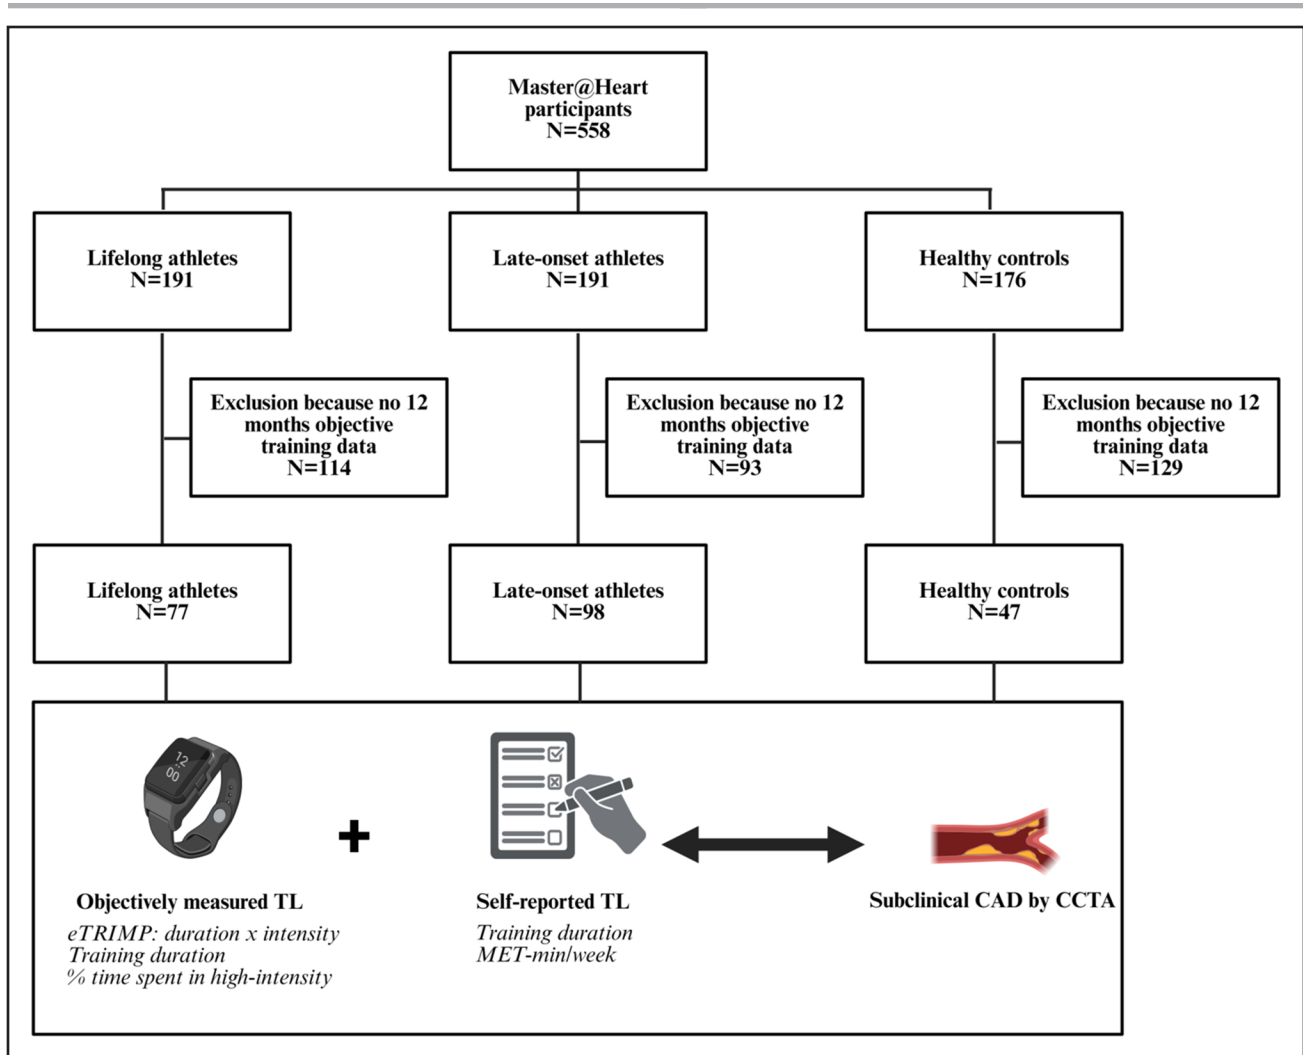 Master@Heart
participants
N=558
Lifelong athletes
N=191
Late-onset athletes
N=191
Healthy controls
N=176
Exclusion because no 12
months objective
training data
N=114
Exclusion because no 12
months objective
training data
N=93
Exclusion because no 12
months objective
training data
N=129
Lifelong athletes
N=77
Late-onset athletes
N=98
Healthy controls
N=47
12
00
Objectively measured TL
eTRIMP: duration x intensity
Training duration
% time spent in high-intensity
Self-reported TL
Training duration
MET-min/week
Subclinical CAD by CCTA